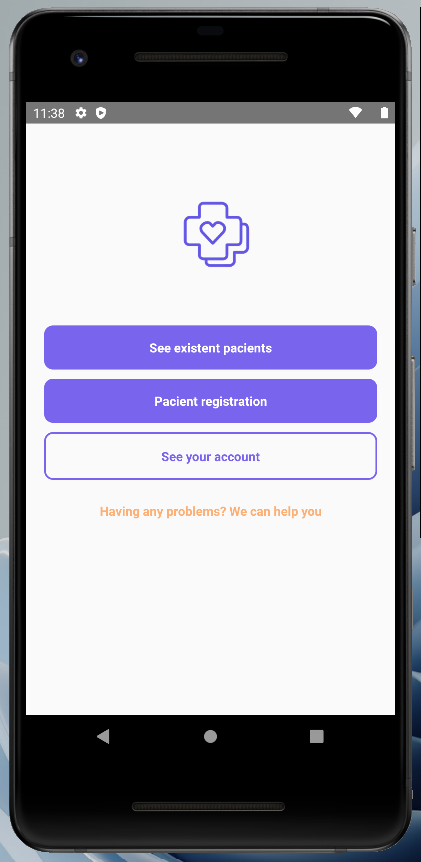 11:38
See existent pacients
Pacient registration
See your account
Having any problems? We can help you